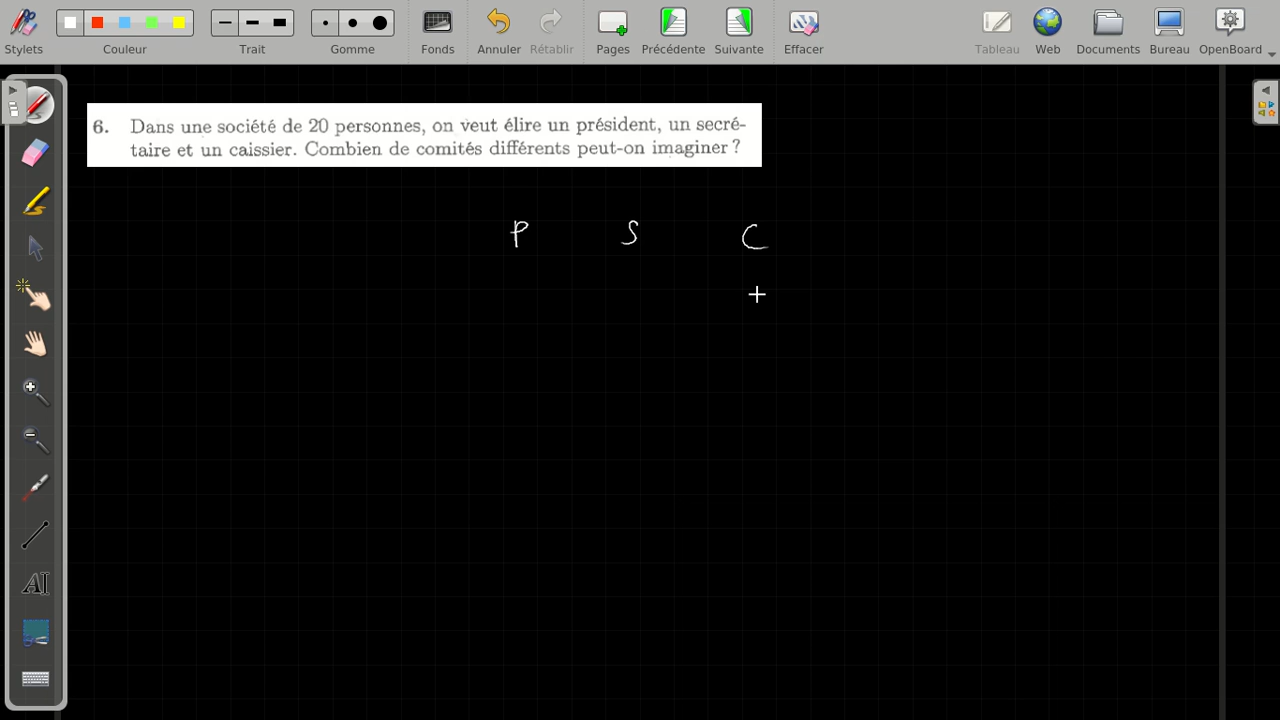 Stylets Couleur Trait Gomme Fonds Annuler Rétablir Pages Précédente Suivante Effacer Tableau Web Documents Bureau OpenBoard
6. Dans une société de 20 personnes, on veut élire un président, un secré-
taire et un caissier. Combien de comités différents peut-on imaginer ?
P S C
AI